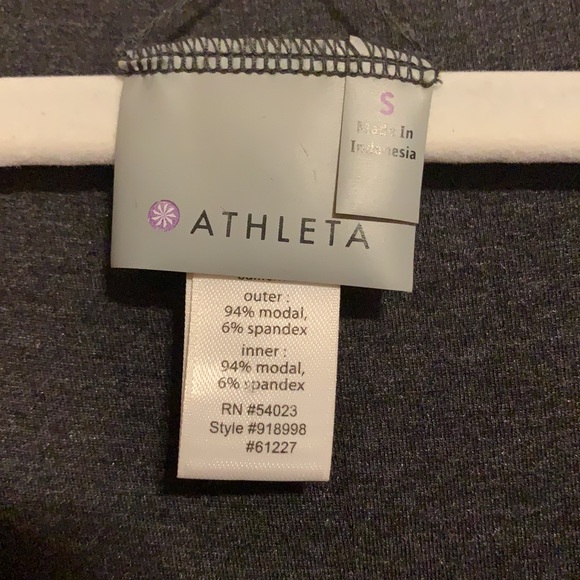 S
Made In
Indonesia
ATHLETA
outer :
94% modal,
6% spandex
inner :
94% modal,
6% spandex
RN #54023
Style #918998
#61227